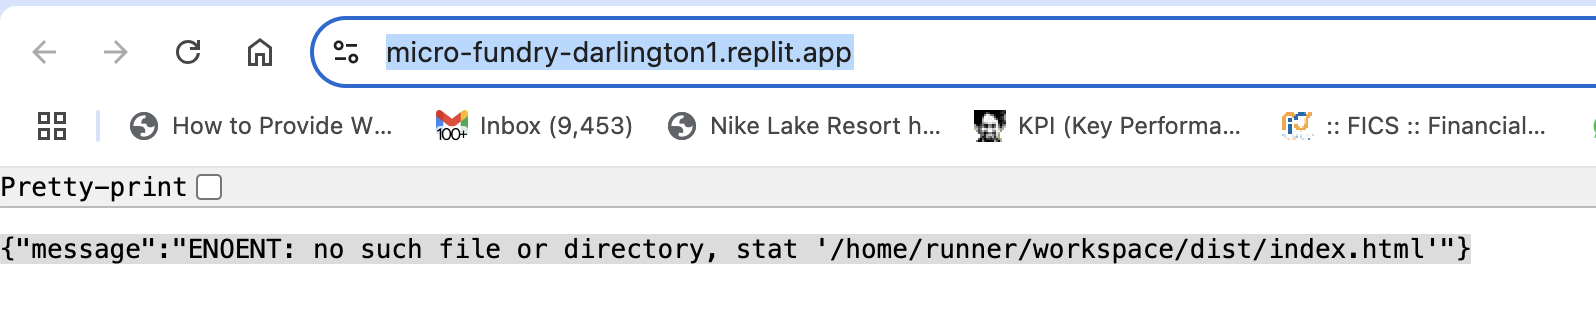 micro-fundry-darlington1.replit.app
How to Provide W... 100+ Inbox (9,453) Nike Lake Resort h... KPI (Key Performa... :: FICS :: Financial...
Pretty-print
{"message":"ENOENT: no such file or directory, stat '/home/runner/workspace/dist/index.html'"}